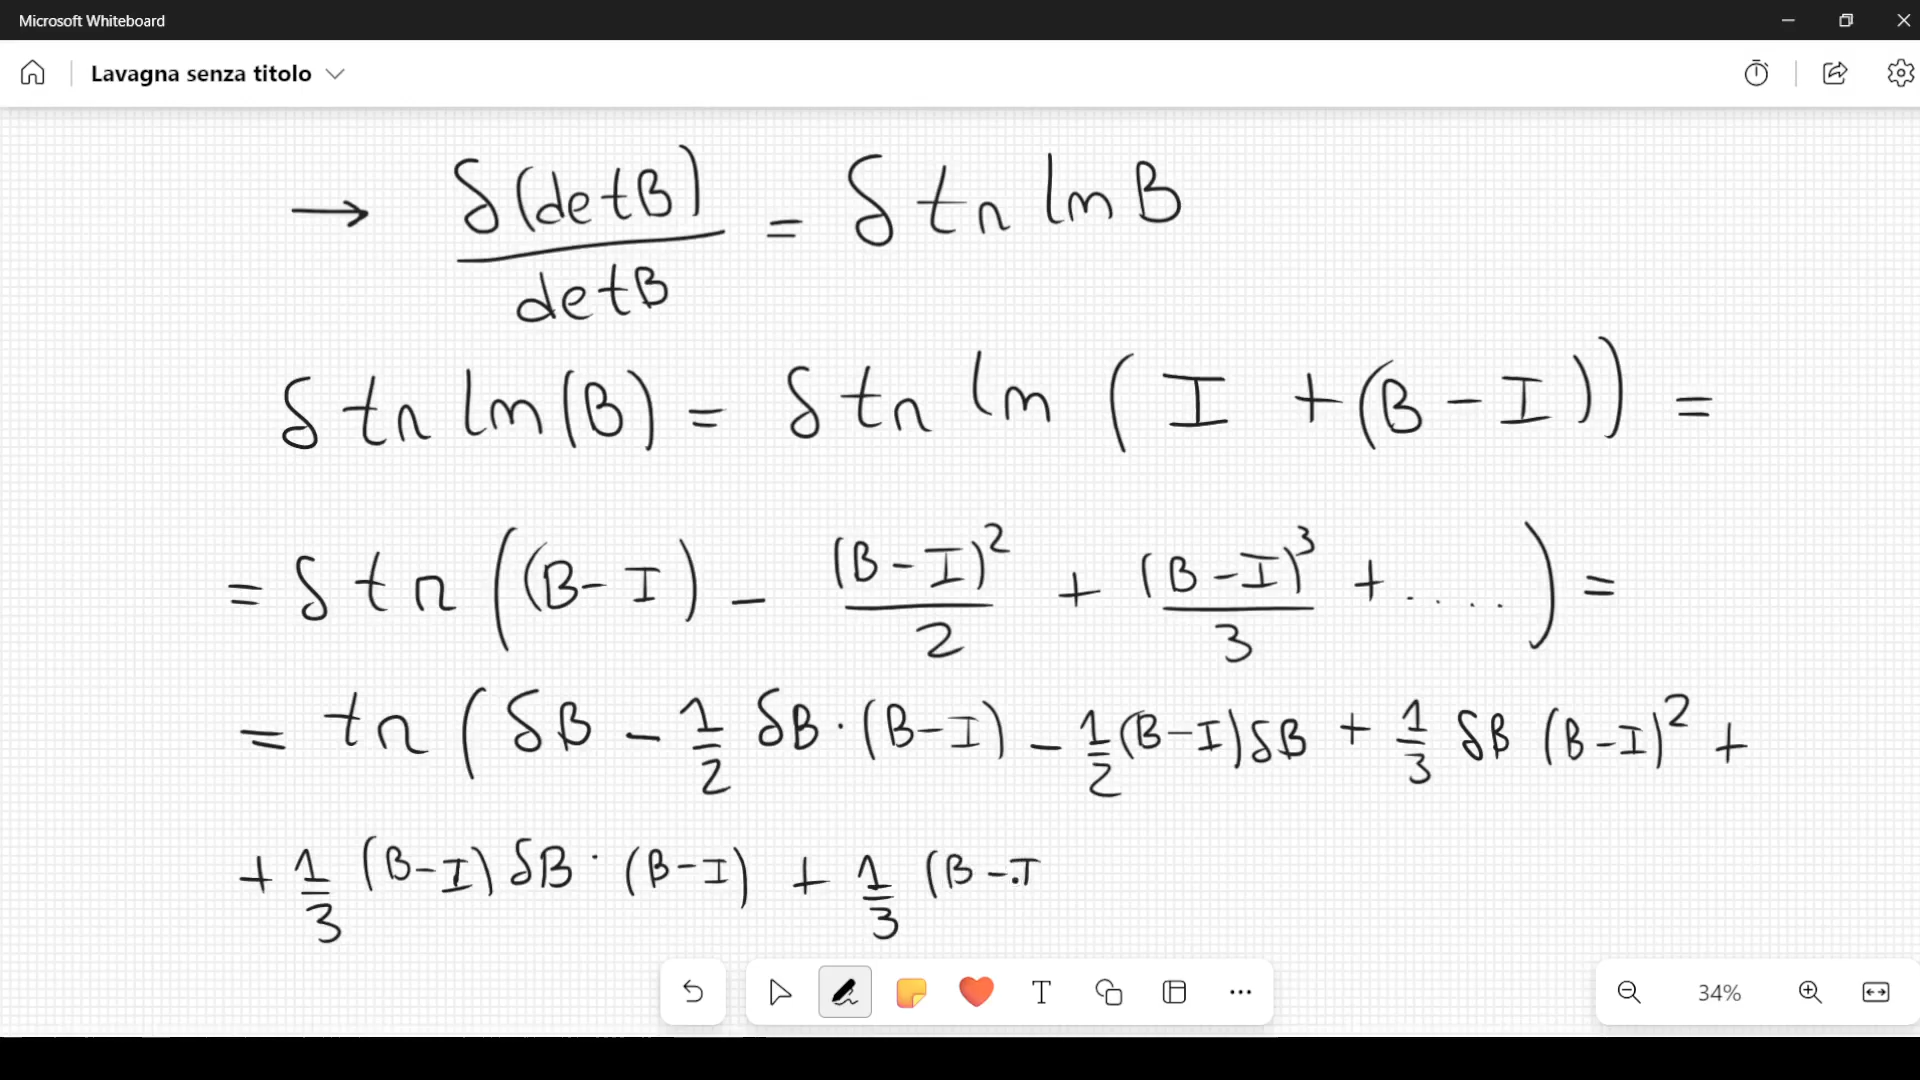 Microsoft Whiteboard
Lavagna senza titolo
→ δ(detB)/detB = δ tr ln B
δ tr ln(B) = δ tr ln (I + (B - I)) =
= δ tr ((B - I) - (B - I)²/2 + (B - I)³/3 + ....) =
= tr (δB - 1/2 δB · (B - I) - 1/2 (B - I) δB + 1/3 δB (B - I)² +
+ 1/3 (B - I) δB · (B - I) + 1/3 (B - I
T
34%